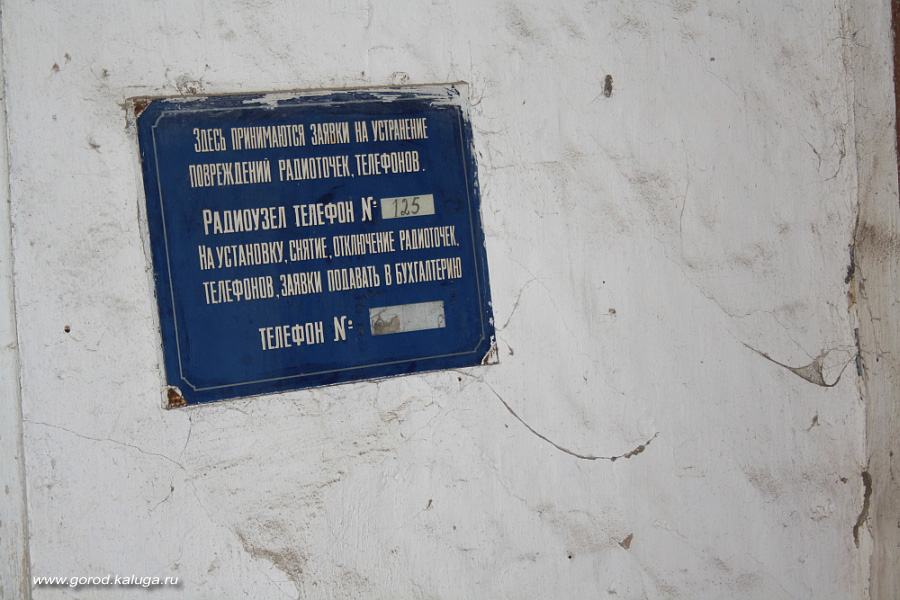 Здесь принимаются заявки на устранение
повреждений радиоточек, телефонов.
Радиоузел телефон №: 125
На установку, снятие, отключение радиоточек,
телефонов, заявки подавать в бухгалтерию
телефон №:
www.gorod.kaluga.ru